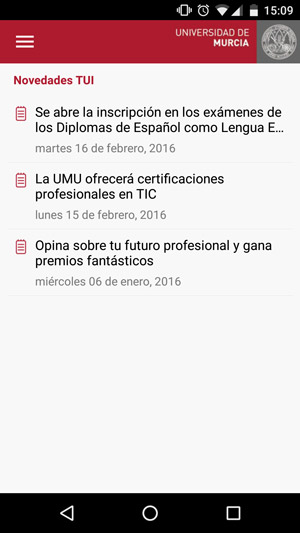 15:09
UNIVERSIDAD DE
MURCIA
Novedades TUI
Se abre la inscripción en los exámenes de
los Diplomas de Español como Lengua E...
martes 16 de febrero, 2016
La UMU ofrecerá certificaciones
profesionales en TIC
lunes 15 de febrero, 2016
Opina sobre tu futuro profesional y gana
premios fantásticos
miércoles 06 de enero, 2016